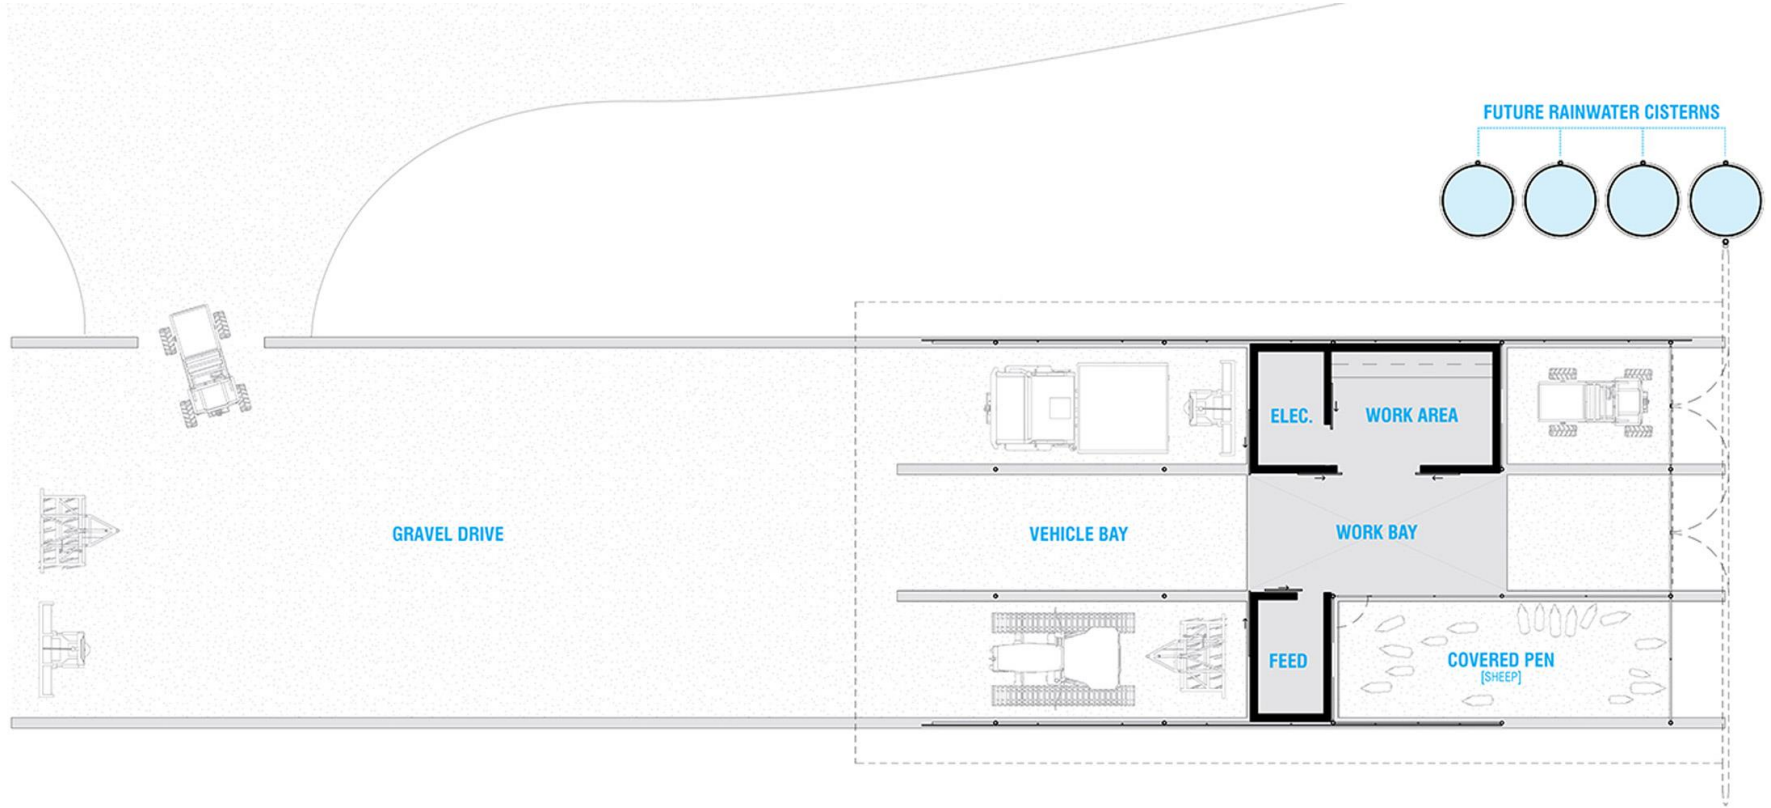 FUTURE RAINWATER CISTERNS
ELEC.
WORK AREA
GRAVEL DRIVE
VEHICLE BAY
WORK BAY
FEED
COVERED PEN
[SHEEP]